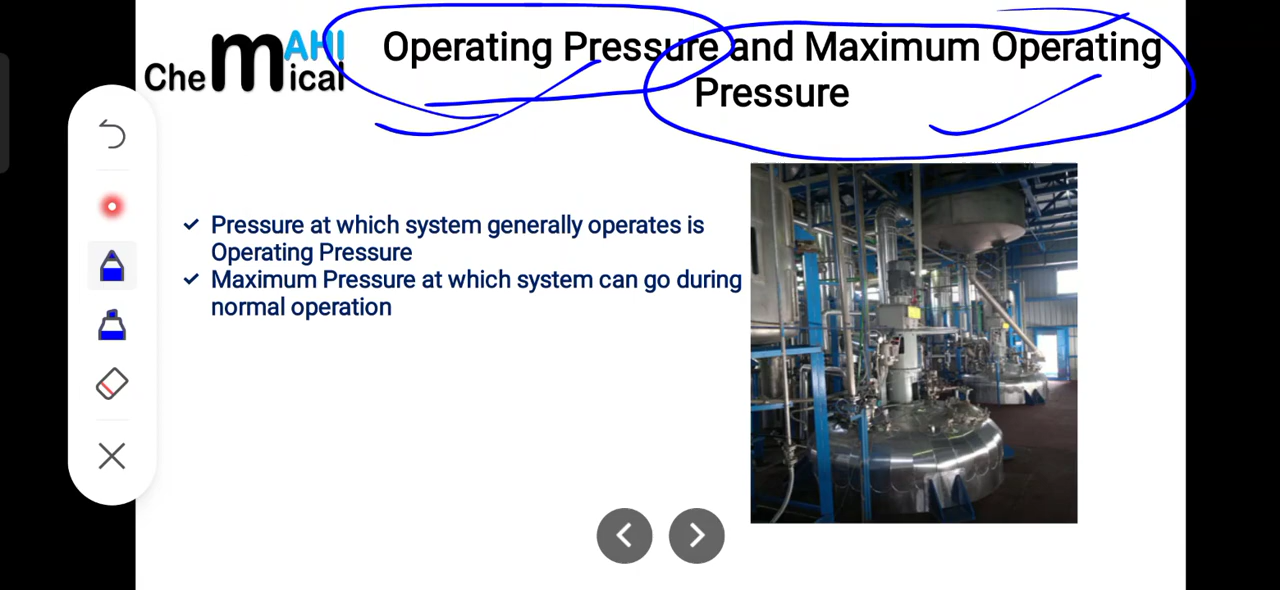 MAHI
Chemical
Operating Pressure and Maximum Operating
Pressure
✓ Pressure at which system generally operates is
Operating Pressure
✓ Maximum Pressure at which system can go during
normal operation